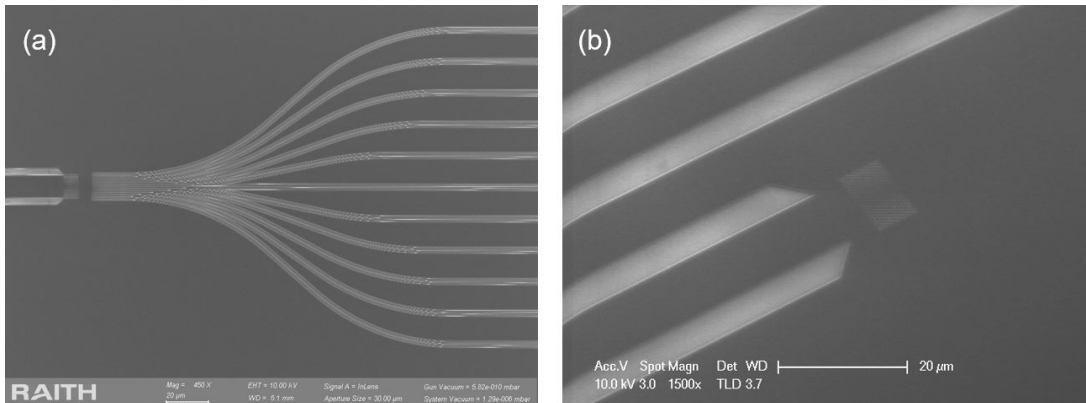 (a)
RAITH
Mag = 450 X
20 µm
EHT = 10.00 kV
WD = 5.1 mm
Signal A = InLens
Aperture Size = 30.00 µm
Gun Vacuum = 5.82e-010 mbar
System Vacuum = 1.29e-006 mbar
(b)
Acc.V Spot Magn Det WD
10.0 kV 3.0 1500x TLD 3.7
20 µm